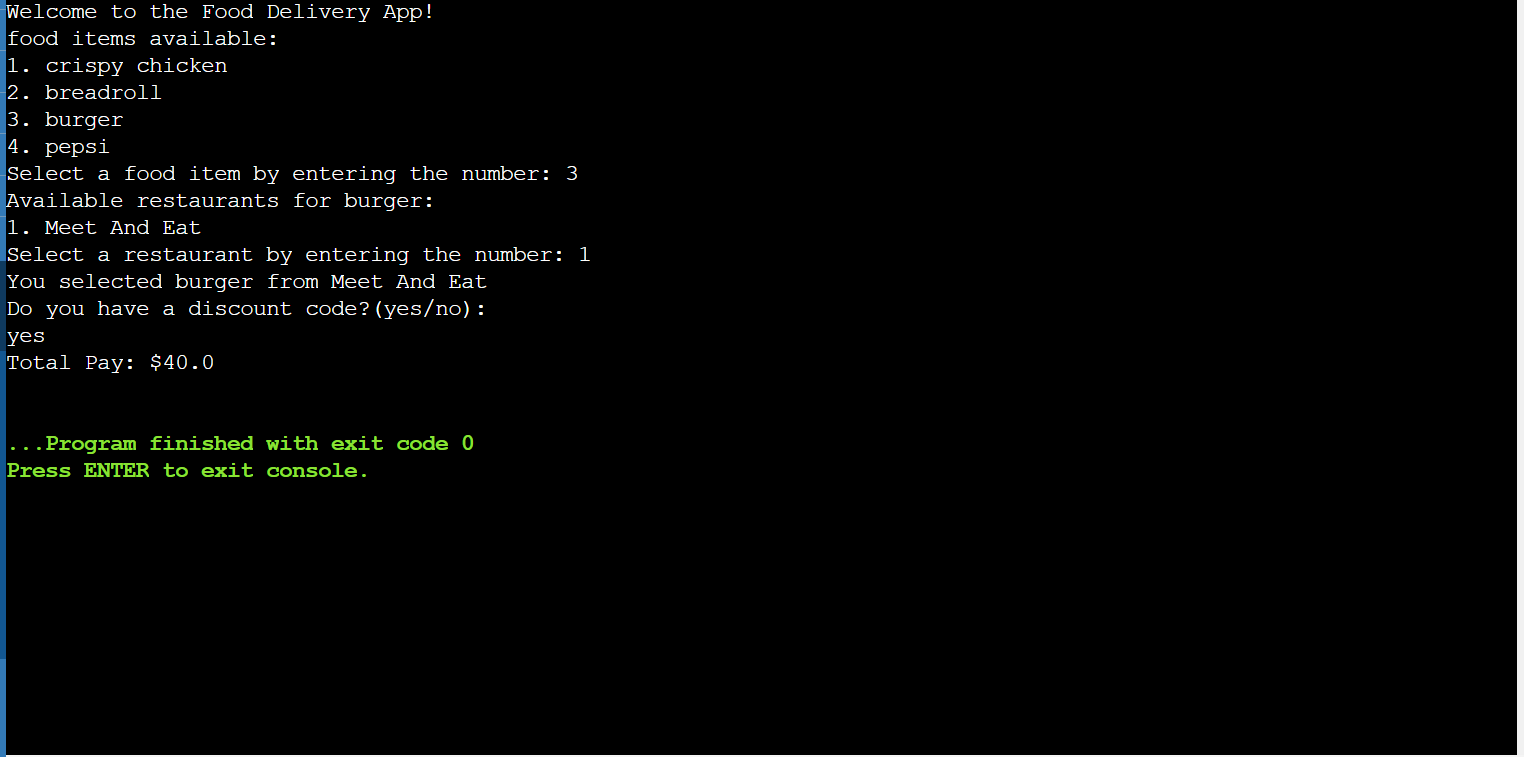 Welcome to the Food Delivery App!
food items available:
1. crispy chicken
2. breadroll
3. burger
4. pepsi
Select a food item by entering the number: 3
Available restaurants for burger:
1. Meet And Eat
Select a restaurant by entering the number: 1
You selected burger from Meet And Eat
Do you have a discount code?(yes/no):
yes
Total Pay: $40.0
...Program finished with exit code 0
Press ENTER to exit console.